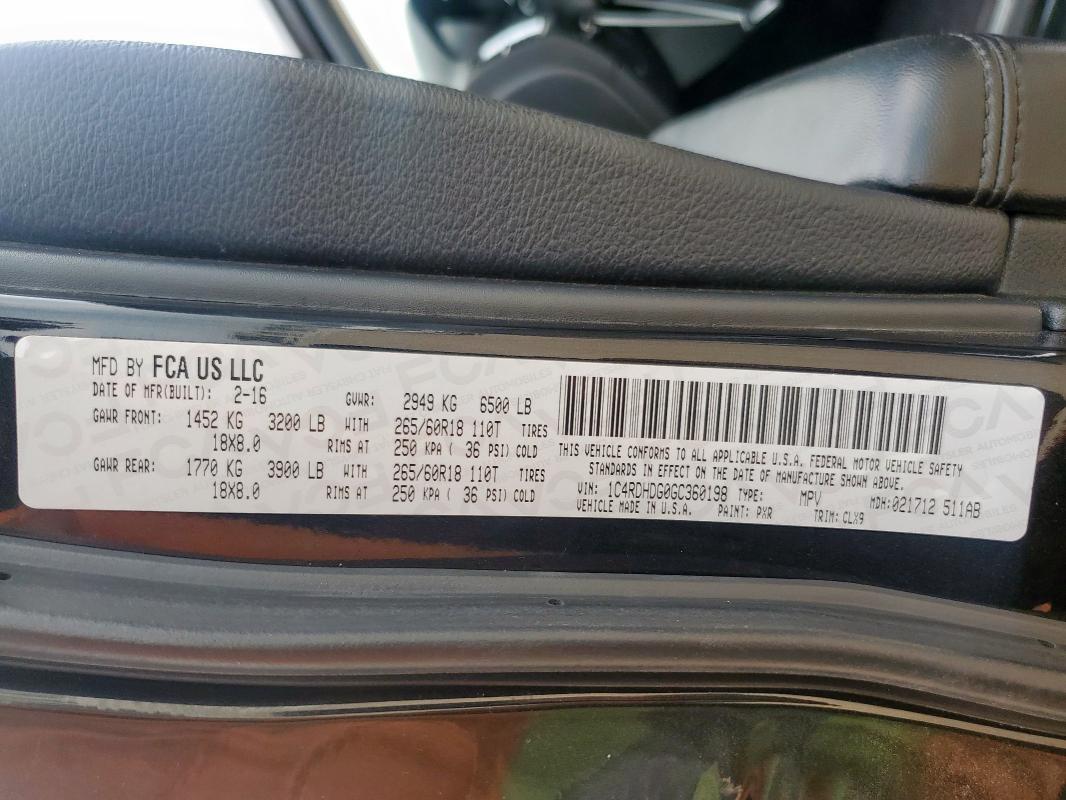 MFD BY FCA US LLC
DATE OF MFR(BUILT): 2-16 GVWR: 2949 KG 6500 LB
GAWR FRONT: 1452 KG 3200 LB WITH 265/60R18 110T TIRES
18X8.0 RIMS AT 250 KPA ( 36 PSI) COLD
GAWR REAR: 1770 KG 3900 LB WITH 265/60R18 110T TIRES
18X8.0 RIMS AT 250 KPA ( 36 PSI) COLD
THIS VEHICLE CONFORMS TO ALL APPLICABLE U.S.A. FEDERAL MOTOR VEHICLE SAFETY
STANDARDS IN EFFECT ON THE DATE OF MANUFACTURE SHOWN ABOVE.
VIN: 1C4RDHDG0GC360198 TYPE: MPV MDH:021712 511AB
VEHICLE MADE IN U.S.A. PAINT: PXR TRIM: CLX9